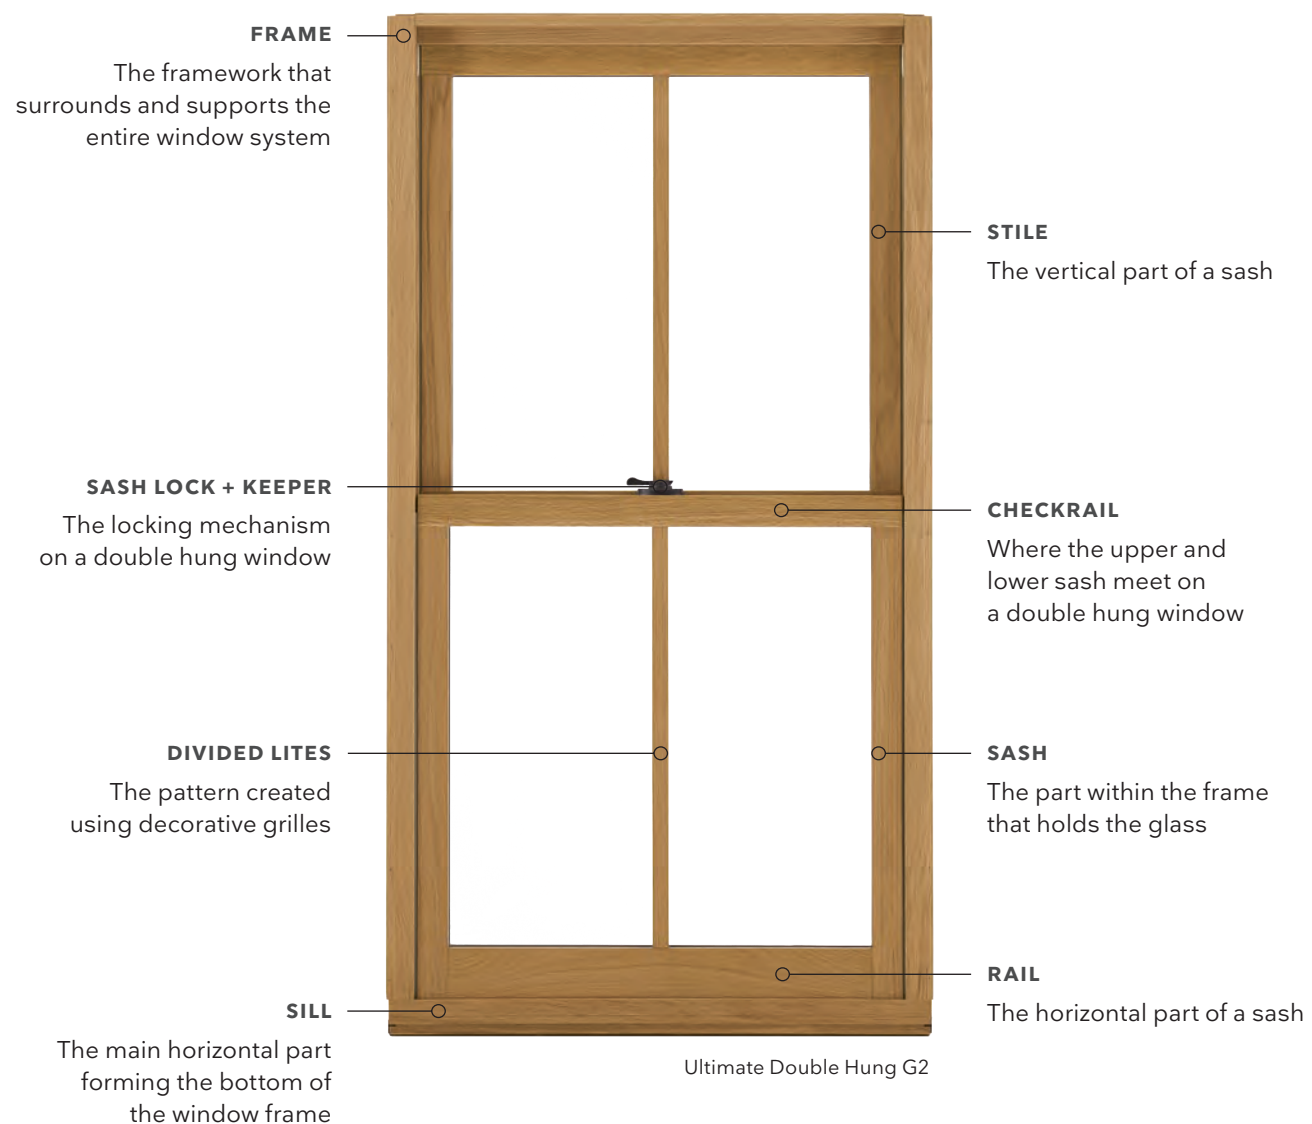 FRAME
The framework that
surrounds and supports the
entire window system
STILE
The vertical part of a sash
SASH LOCK + KEEPER
The locking mechanism
on a double hung window
CHECKRAIL
Where the upper and
lower sash meet on
a double hung window
DIVIDED LITES
The pattern created
using decorative grilles
SASH
The part within the frame
that holds the glass
RAIL
The horizontal part of a sash
SILL
The main horizontal part
forming the bottom of
the window frame
Ultimate Double Hung G2